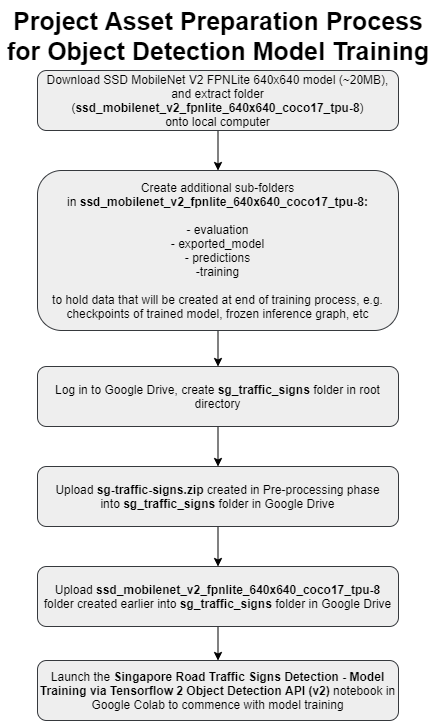 Project Asset Preparation Process
for Object Detection Model Training
Download SSD MobileNet V2 FPNLite 640x640 model (~20MB),
and extract folder
(ssd_mobilenet_v2_fpnlite_640x640_coco17_tpu-8)
onto local computer
Create additional sub-folders
in ssd_mobilenet_v2_fpnlite_640x640_coco17_tpu-8:
- evaluation
- exported_model
- predictions
-training
to hold data that will be created at end of training process, e.g.
checkpoints of trained model, frozen inference graph, etc
Log in to Google Drive, create sg_traffic_signs folder in root
directory
Upload sg-traffic-signs.zip created in Pre-processing phase
into sg_traffic_signs folder in Google Drive
Upload ssd_mobilenet_v2_fpnlite_640x640_coco17_tpu-8
folder created earlier into sg_traffic_signs folder in Google Drive
Launch the Singapore Road Traffic Signs Detection - Model
Training via Tensorflow 2 Object Detection API (v2) notebook in
Google Colab to commence with model training